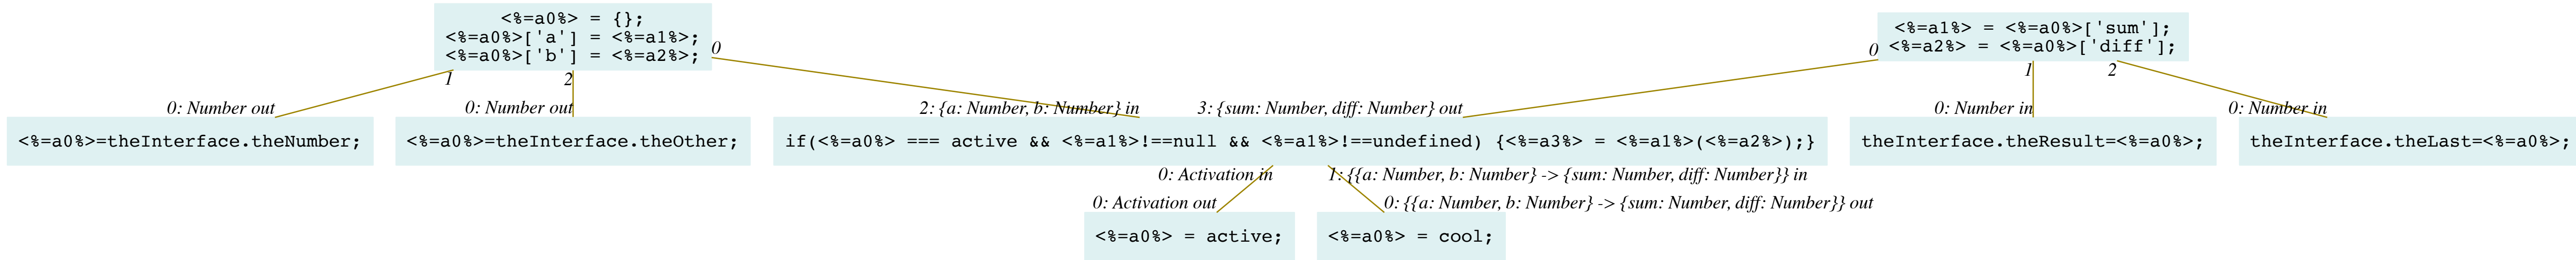 <%=a0%> = {};
<%=a0%>['a'] = <%=a1%>;
<%=a0%>['b'] = <%=a2%>;
<%=a1%> = <%=a0%>['sum'];
<%=a2%> = <%=a0%>['diff'];
0
0
1
2
1
2
0: Number out
0: Number out
2: {a: Number, b: Number} in
3: {sum: Number, diff: Number} out
0: Number in
0: Number in
<%=a0%>=theInterface.theNumber;
<%=a0%>=theInterface.theOther;
if(<%=a0%> === active && <%=a1%>!==null && <%=a1%>!==undefined) {<%=a3%> = <%=a1%>(<%=a2%>);}
theInterface.theResult=<%=a0%>;
theInterface.theLast=<%=a0%>;
0: Activation in
1: {{a: Number, b: Number} -> {sum: Number, diff: Number}} in
0: Activation out
0: {{a: Number, b: Number} -> {sum: Number, diff: Number}} out
<%=a0%> = active;
<%=a0%> = cool;